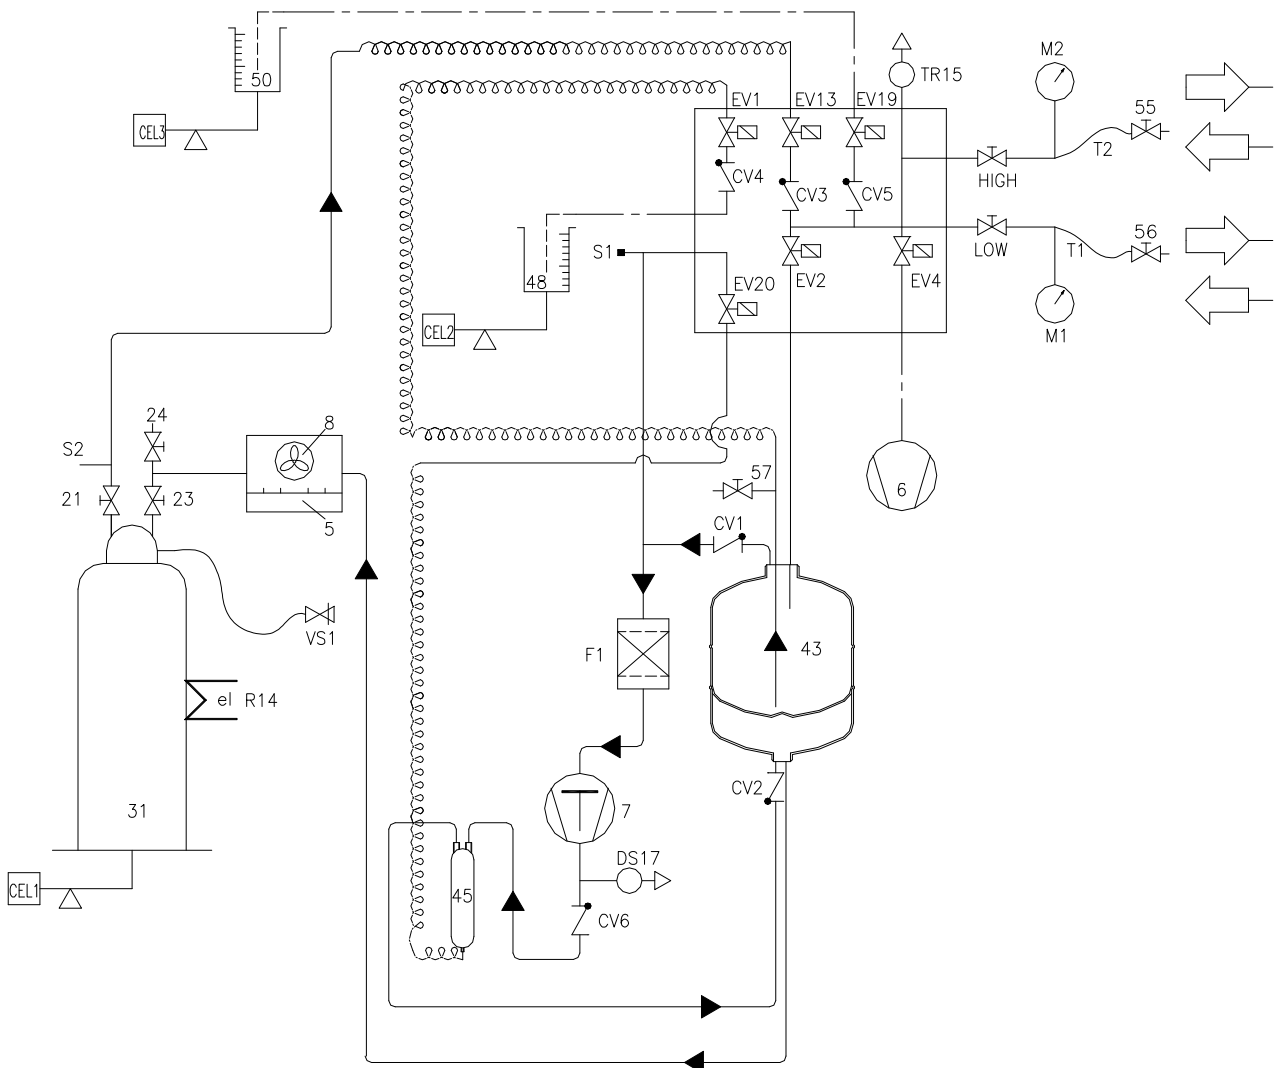 M2
50
TR15
55
EV1
EV13
EV19
CEL3
T2
CV4
CV3
CV5
HIGH
S1
56
LOW
T1
48
EV20
EV2
EV4
CEL2
M1
24
8
S2
57
21
23
6
5
CV1
VS1
F1
43
el R14
CV2
31
7
DS17
CEL1
45
CV6